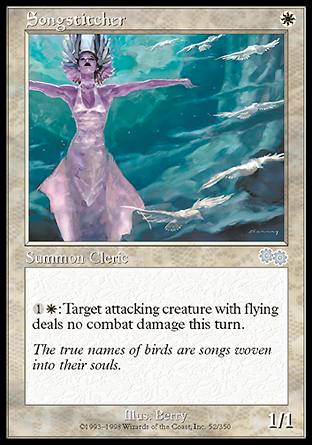 Songstitcher
Summon Cleric
1 : Target attacking creature with flying
deals no combat damage this turn.
The true names of birds are songs woven
into their souls.
Illus. Berry
©1993-1998 Wizards of the Coast, Inc. 52/350
1/1